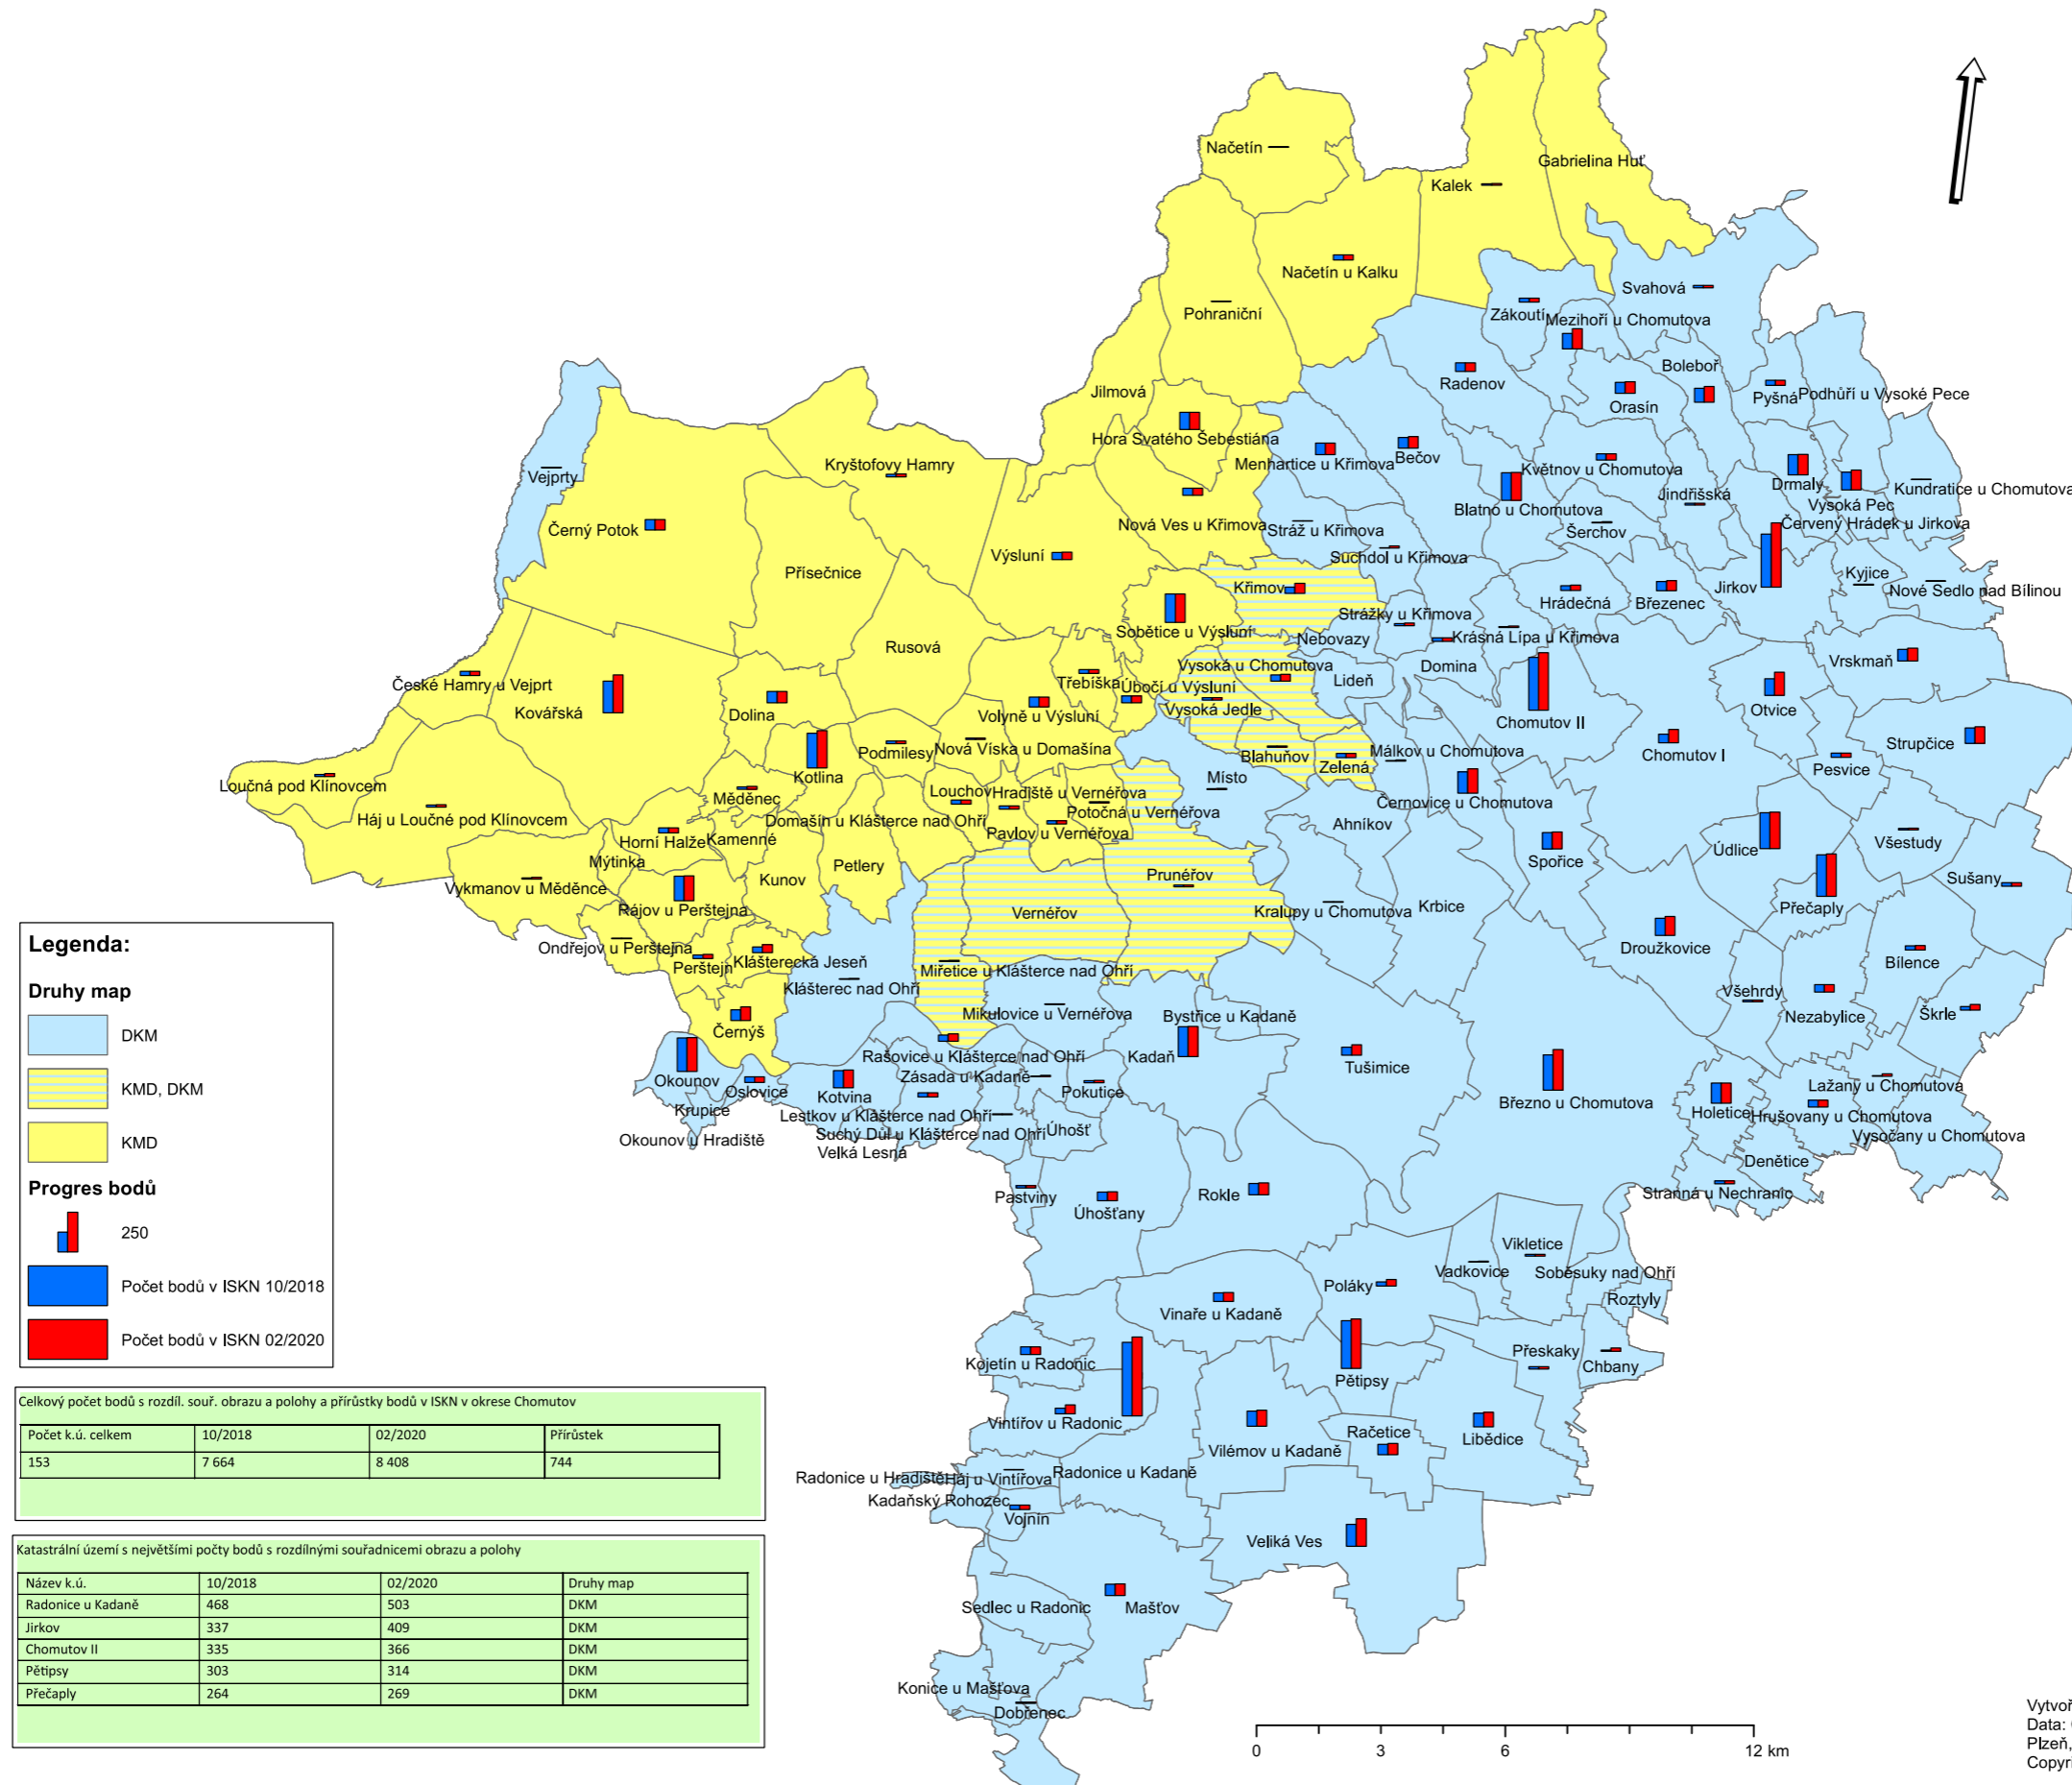 Načetín
Gabrielina Huť
Kalek
Načetín u Kalku
Svahová
Pohraniční
Zákoutí
Mezihoří u Chomutova
Boleboř
Radenov
Jilmová
Orasín
Pyšná
Podhůří u Vysoké Pece
Hora Svatého Šebestiána
Kryštofovy Hamry
Menhartice u Křimova
Bečov
Květnov u Chomutova
Vejprty
Drmaly
Kundratice u Chomutova
Jindřišská
Vysoká Pec
Blatno u Chomutova
Černý Potok
Nová Ves u Křimova
Stráž u Křimova
Šerchov
Červený Hrádek u Jirkova
Výsluní
Suchdol u Křimova
Přísečnice
Kyjice
Křimov
Jirkov
Nové Sedlo nad Bílinou
Hrádečná
Březenec
Strážky u Křimova
Sobětice u Výsluní
Nebovazy
Krásná Lípa u Křimova
Rusová
Vysoká u Chomutova
Domina
Vrskmaň
České Hamry u Vejprt
Třebíška
Úbočí u Výsluní
Lideň
Kovářská
Dolina
Volyně u Výsluní
Vysoká Jedle
Otvice
Chomutov II
Podmilesy
Nová Víska u Domašína
Málkov u Chomutova
Chomutov I
Strupčice
Blahuňov
Zelená
Kotlina
Místo
Pesvice
Loučná pod Klínovcem
Měděnec
Louchov
Hradiště u Vernéřova
Černovice u Chomutova
Háj u Loučné pod Klínovcem
Domašín u Klášterce nad Ohří
Potočná u Vernéřova
Ahníkov
Horní Halže
Kamenné
Pavlov u Vernéřova
Údlice
Všestudy
Mýtinka
Petlery
Spořice
Vykmanov u Měděnce
Kunov
Prunéřov
Krbice
Sušany
Rájov u Perštejna
Vernéřov
Kralupy u Chomutova
Přečaply
Ondřejov u Perštejna
Droužkovice
Perštejn
Klášterecká Jeseň
Miřetice u Klášterce nad Ohří
Bílence
Klášterec nad Ohří
Všehrdy
Mikulovice u Vernéřova
Bystřice u Kadaně
Nezabylice
Škrle
Černýš
Kadaň
Rašovice u Klášterce nad Ohří
Tušimice
Okounov
Oslovice
Kotvina
Zásada u Kadaně
Pokutice
Lažany u Chomutova
Krupice
Lestkov u Klášterce nad Ohří
Březno u Chomutova
Holetice
Hrušovany u Chomutova
Okounov u Hradiště
Suchý Důl u Klášterce nad Ohří
Úhošť
Vysočany u Chomutova
Velká Lesná
Denětice
Pastviny
Úhošťany
Rokle
Stranná u Nechranic
Vikletice
Vadkovice
Soběsuky nad Ohří
Poláky
Roztyly
Vinaře u Kadaně
Kojetín u Radonic
Přeskaky
Chbany
Pětipsy
Vintířov u Radonic
Vilémov u Kadaně
Račetice
Libědice
Radonice u Hradiště
Háj u Vintířova
Radonice u Kadaně
Kadaňský Rohozec
Vojnín
Veliká Ves
Sedlec u Radonic
Mašťov
Konice u Mašťova
Dobřenec
Legenda:
Druhy map
DKM
KMD, DKM
KMD
Progres bodů
250
Počet bodů v ISKN 10/2018
Počet bodů v ISKN 02/2020
Celkový počet bodů s rozdíl. souř. obrazu a polohy a přírůstky bodů v ISKN v okrese Chomutov
Počet k.ú. celkem 10/2018 02/2020 Přírůstek
153 7 664 8 408 744
Katastrální území s největšími počty bodů s rozdílnými souřadnicemi obrazu a polohy
Název k.ú. 10/2018 02/2020 Druhy map
Radonice u Kadaně 468 503 DKM
Jirkov 337 409 DKM
Chomutov II 335 366 DKM
Pětipsy 303 314 DKM
Přečaply 264 269 DKM
0 3 6 12 km
Vytvoř
Data:
Plzeň,
Copyri